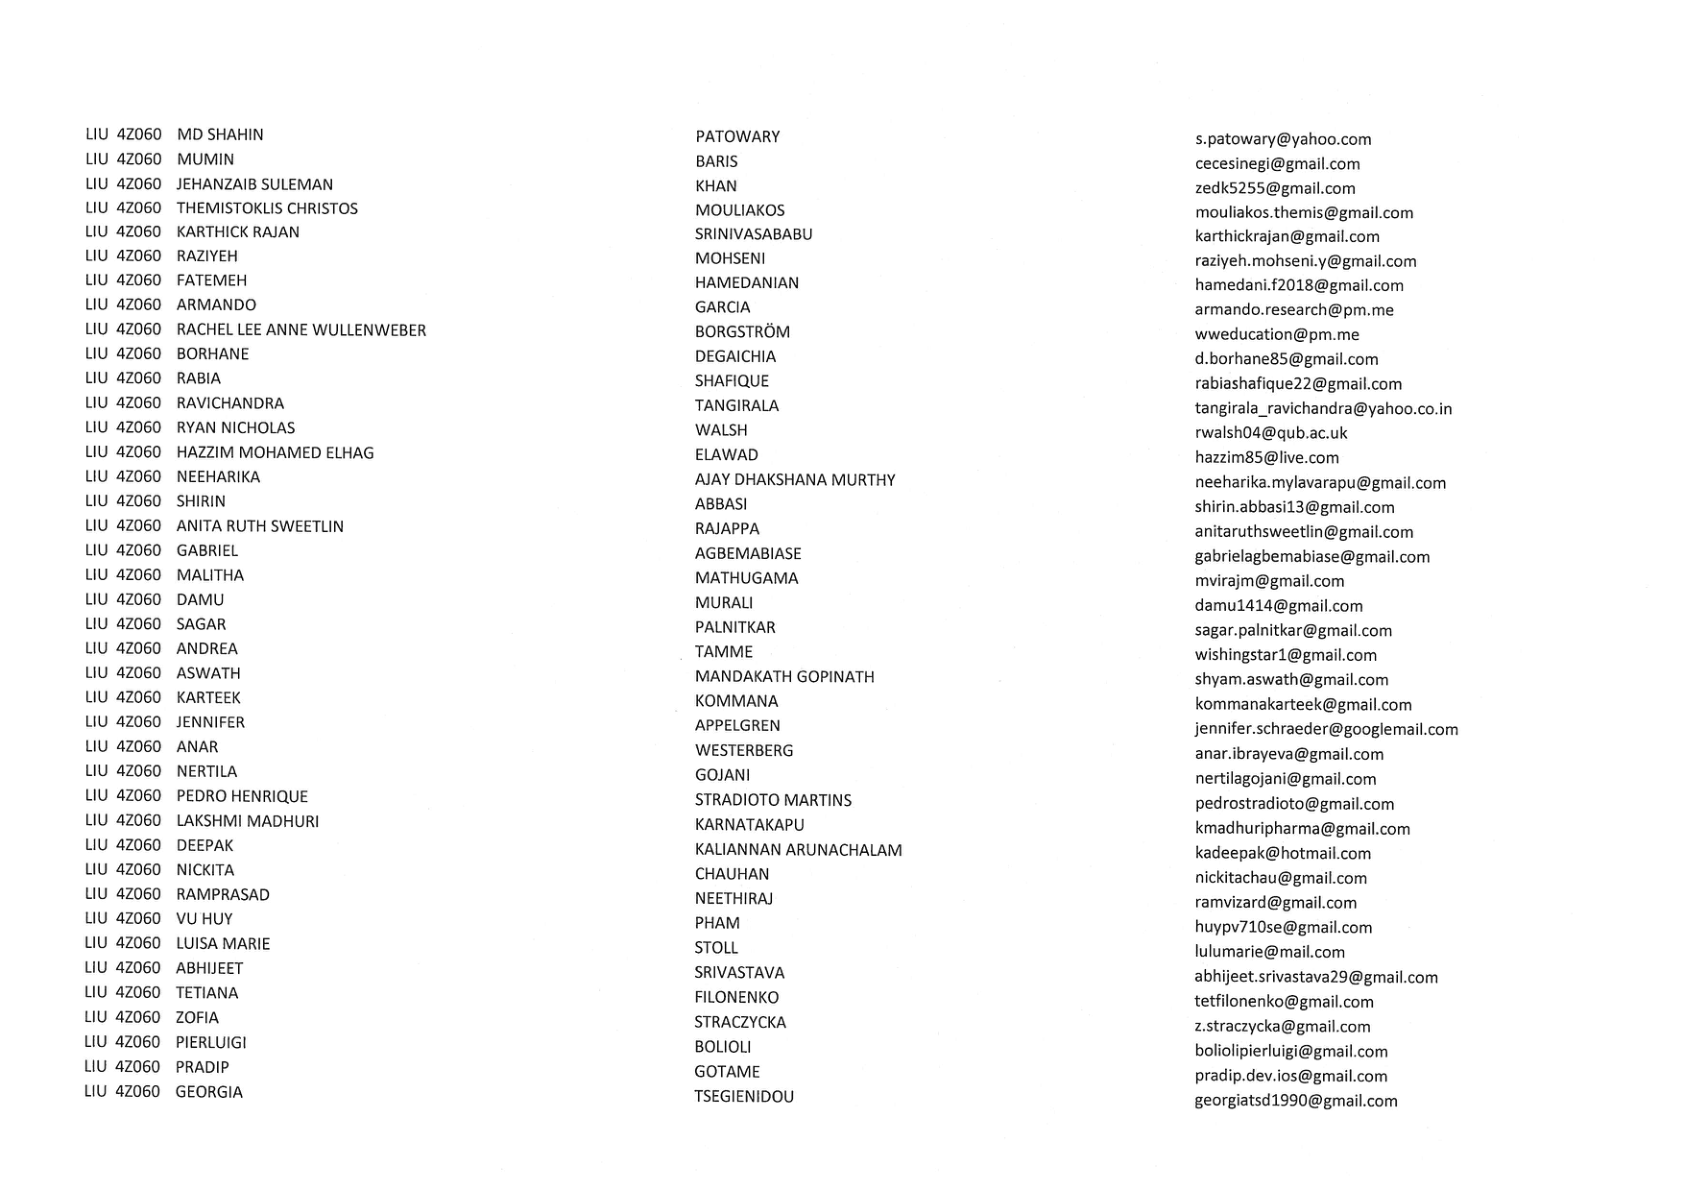 LIU 4Z060 MD SHAHIN PATOWARY s.patowary@yahoo.com
LIU 4Z060 MUMIN BARIS cecesinegi@gmail.com
LIU 4Z060 JEHANZAIB SULEMAN KHAN zedk5255@gmail.com
LIU 4Z060 THEMISTOKLIS CHRISTOS MOULIAKOS mouliakos.themis@gmail.com
LIU 4Z060 KARTHICK RAJAN SRINIVASABABU karthickrajan@gmail.com
LIU 4Z060 RAZIYEH MOHSENI raziyeh.mohseni.y@gmail.com
LIU 4Z060 FATEMEH HAMEDANIAN hamedani.f2018@gmail.com
LIU 4Z060 ARMANDO GARCIA armando.research@pm.me
LIU 4Z060 RACHEL LEE ANNE WULLENWEBER BORGSTRÖM wweducation@pm.me
LIU 4Z060 BORHANE DEGAICHIA d.borhane85@gmail.com
LIU 4Z060 RABIA SHAFIQUE rabiashafique22@gmail.com
LIU 4Z060 RAVICHANDRA TANGIRALA tangirala_ravichandra@yahoo.co.in
LIU 4Z060 RYAN NICHOLAS WALSH rwalsh04@qub.ac.uk
LIU 4Z060 HAZZIM MOHAMED ELHAG ELAWAD hazzim85@live.com
LIU 4Z060 NEEHARIKA AJAY DHAKSHANA MURTHY neeharika.mylavarapu@gmail.com
LIU 4Z060 SHIRIN ABBASI shirin.abbasi13@gmail.com
LIU 4Z060 ANITA RUTH SWEETLIN RAJAPPA anitaruthsweetlin@gmail.com
LIU 4Z060 GABRIEL AGBEMABIASE gabrielagbemabiase@gmail.com
LIU 4Z060 MALITHA MATHUGAMA mvirajm@gmail.com
LIU 4Z060 DAMU MURALI damu1414@gmail.com
LIU 4Z060 SAGAR PALNITKAR sagar.palnitkar@gmail.com
LIU 4Z060 ANDREA TAMME wishingstar1@gmail.com
LIU 4Z060 ASWATH MANDAKATH GOPINATH shyam.aswath@gmail.com
LIU 4Z060 KARTEEK KOMMANA kommanakarteek@gmail.com
LIU 4Z060 JENNIFER APPELGREN jennifer.schraeder@googlemail.com
LIU 4Z060 ANAR WESTERBERG anar.ibrayeva@gmail.com
LIU 4Z060 NERTILA GOJANI nertilagojani@gmail.com
LIU 4Z060 PEDRO HENRIQUE STRADIOTO MARTINS pedrostradioto@gmail.com
LIU 4Z060 LAKSHMI MADHURI KARNATAKAPU kmadhuripharma@gmail.com
LIU 4Z060 DEEPAK KALIANNAN ARUNACHALAM kadeepak@hotmail.com
LIU 4Z060 NICKITA CHAUHAN nickitachau@gmail.com
LIU 4Z060 RAMPRASAD NEETHIRAJ ramvizard@gmail.com
LIU 4Z060 VU HUY PHAM huypv710se@gmail.com
LIU 4Z060 LUISA MARIE STOLL lulumarie@mail.com
LIU 4Z060 ABHIJEET SRIVASTAVA abhijeet.srivastava29@gmail.com
LIU 4Z060 TETIANA FILONENKO tetfilonenko@gmail.com
LIU 4Z060 ZOFIA STRACZYCKA z.straczycka@gmail.com
LIU 4Z060 PIERLUIGI BOLIOLI boliolipierluigi@gmail.com
LIU 4Z060 PRADIP GOTAME pradip.dev.ios@gmail.com
LIU 4Z060 GEORGIA TSEGIENIDOU georgiatsd1990@gmail.com